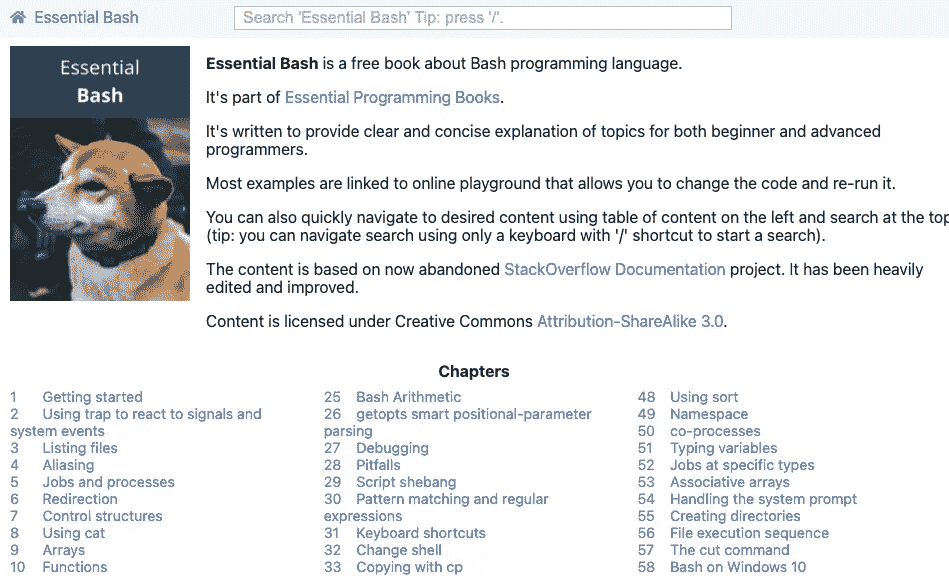 Essential Bash
Search 'Essential Bash' Tip: press '/'.
Essential
Bash
Essential Bash is a free book about Bash programming language.
It's part of Essential Programming Books.
It's written to provide clear and concise explanation of topics for both beginner and advanced
programmers.
Most examples are linked to online playground that allows you to change the code and re-run it.
You can also quickly navigate to desired content using table of content on the left and search at the top
(tip: you can navigate search using only a keyboard with '/' shortcut to start a search).
The content is based on now abandoned StackOverflow Documentation project. It has been heavily
edited and improved.
Content is licensed under Creative Commons Attribution-ShareAlike 3.0.
Chapters
1 Getting started
2 Using trap to react to signals and
system events
3 Listing files
4 Aliasing
5 Jobs and processes
6 Redirection
7 Control structures
8 Using cat
9 Arrays
10 Functions
25 Bash Arithmetic
26 getopts smart positional-parameter
parsing
27 Debugging
28 Pitfalls
29 Script shebang
30 Pattern matching and regular
expressions
31 Keyboard shortcuts
32 Change shell
33 Copying with cp
48 Using sort
49 Namespace
50 co-processes
51 Typing variables
52 Jobs at specific types
53 Associative arrays
54 Handling the system prompt
55 Creating directories
56 File execution sequence
57 The cut command
58 Bash on Windows 10